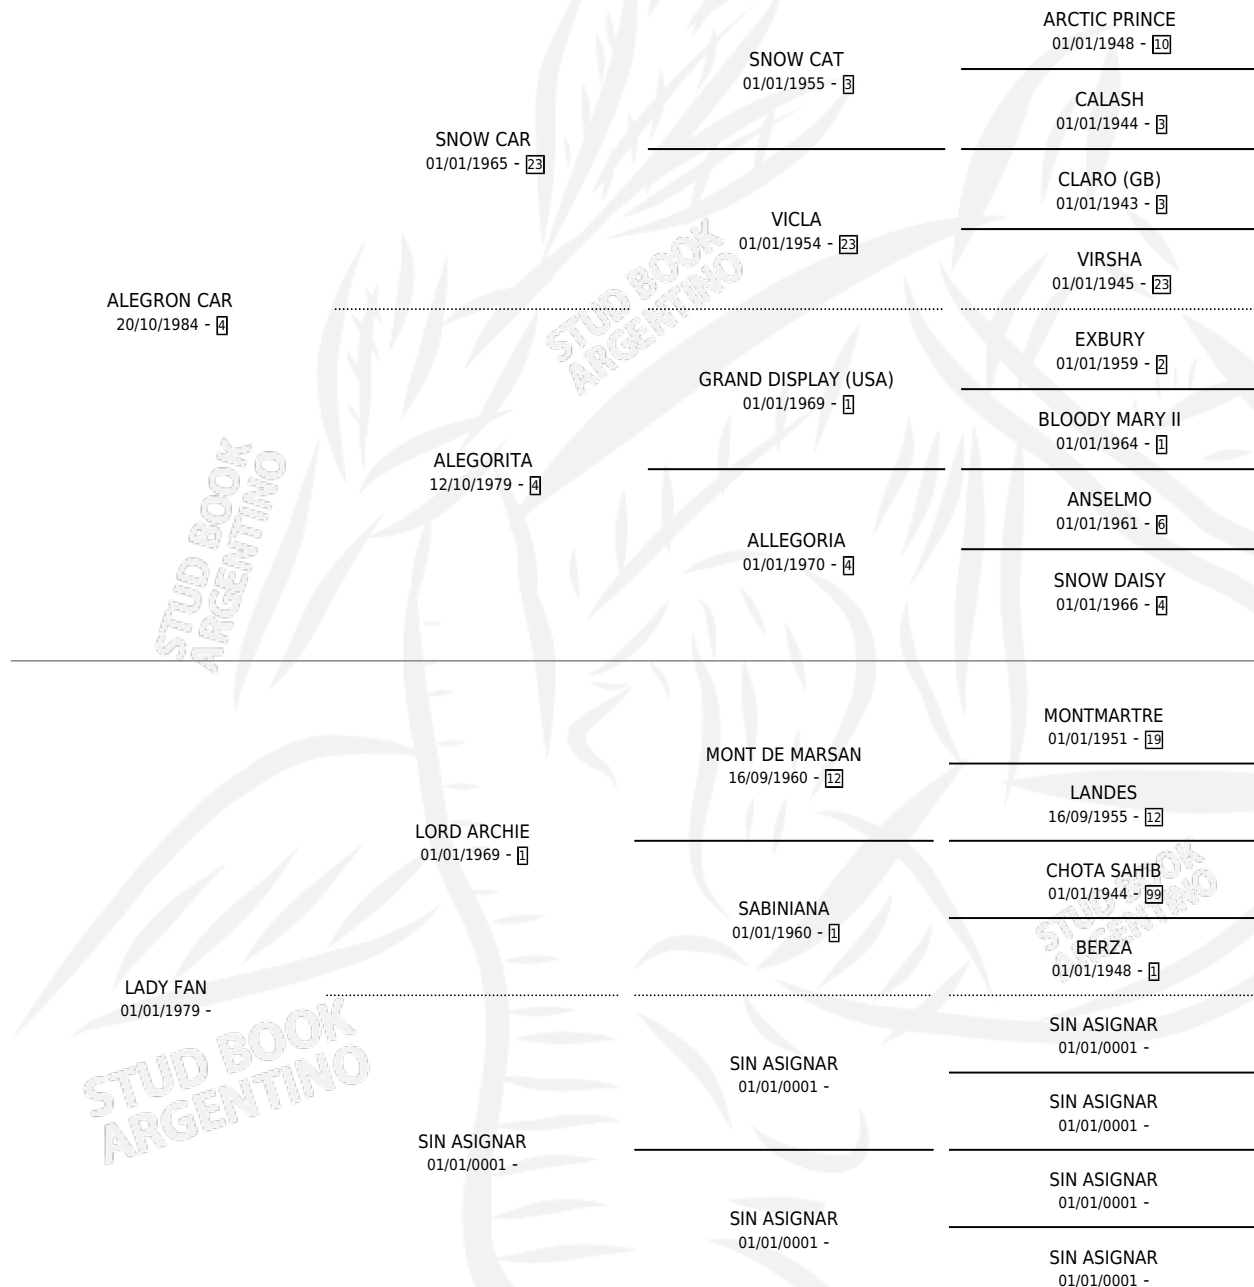 ARCTIC PRINCE
01/01/1948 - 10
SNOW CAT
01/01/1955 - 3
CALASH
01/01/1944 - 3
SNOW CAR
01/01/1965 - 23
CLARO (GB)
01/01/1943 - 3
VICLA
01/01/1954 - 23
VIRSHA
01/01/1945 - 23
ALEGRON CAR
20/10/1984 - 4
EXBURY
01/01/1959 - 2
GRAND DISPLAY (USA)
01/01/1969 - 1
BLOODY MARY II
01/01/1964 - 1
ALEGORITA
12/10/1979 - 4
ANSELMO
01/01/1961 - 6
ALLEGORIA
01/01/1970 - 4
SNOW DAISY
01/01/1966 - 4
STUD BOOK
ARGENTINO
STUD BOOK
ARGENTINO
MONTMARTRE
01/01/1951 - 19
MONT DE MARSAN
16/09/1960 - 12
LANDES
16/09/1955 - 12
LORD ARCHIE
01/01/1969 - 1
CHOTA SAHIB
01/01/1944 - 99
SABINIANA
01/01/1960 - 1
BERZA
01/01/1948 - 1
STUD BOOK
ARGENTINO
LADY FAN
01/01/1979 -
SIN ASIGNAR
01/01/0001 -
SIN ASIGNAR
01/01/0001 -
SIN ASIGNAR
01/01/0001 -
SIN ASIGNAR
01/01/0001 -
SIN ASIGNAR
01/01/0001 -
SIN ASIGNAR
01/01/0001 -
SIN ASIGNAR
01/01/0001 -
STUD BOOK
ARGENTINO